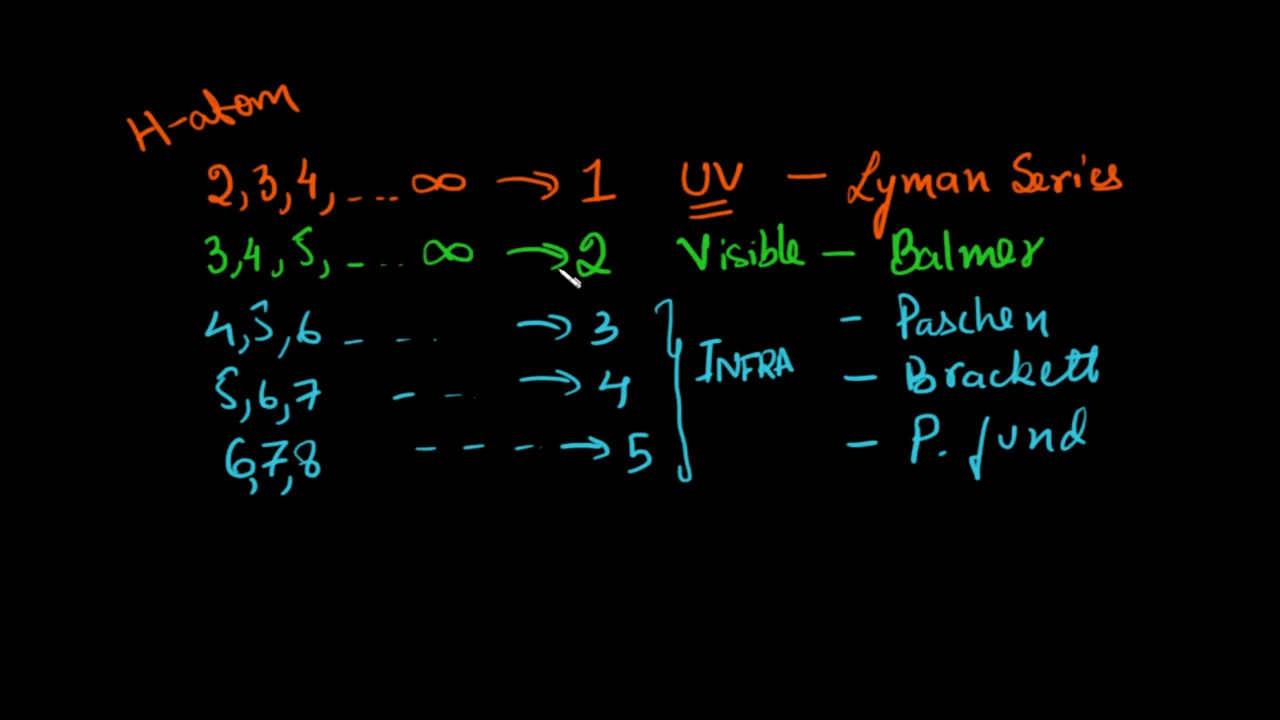 H-atom
2,3,4, -... ∞ → 1 UV - Lyman Series
3,4,5, -... ∞ → 2 Visible - Balmer
4,5,6 - - . → 3 - Paschen
INFRA
5,6,7 - - . → 4 - Brackett
6,7,8 - - - . → 5 - P. fund